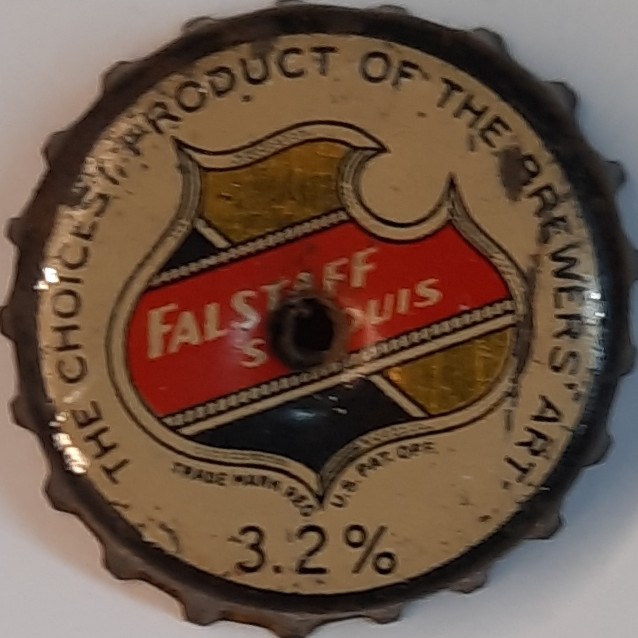 "THE CHOICEST PRODUCT OF THE BREWERS' ART"
FALSTAFF
ST. LOUIS
TRADE MARK REG. U.S. PAT. OFF.
3.2%